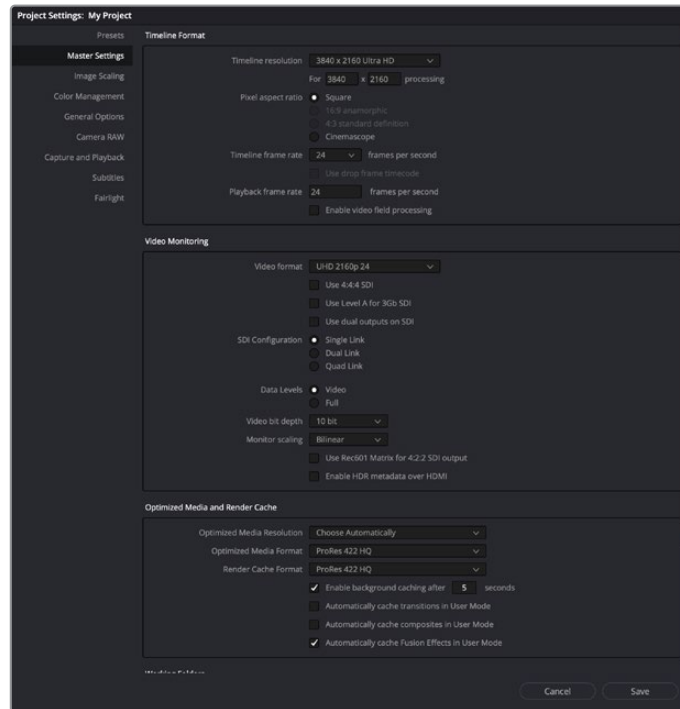 Project Settings: My Project
Presets
Master Settings
Image Scaling
Color Management
General Options
Camera RAW
Capture and Playback
Subtitles
Fairlight
Timeline Format
Timeline resolution 3840 x 2160 Ultra HD
For 3840 x 2160 processing
Pixel aspect ratio Square
16:9 anamorphic
4:3 standard definition
Cinemascope
Timeline frame rate 24 frames per second
Use drop frame timecode
Playback frame rate 24 frames per second
Enable video field processing
Video Monitoring
Video format UHD 2160p 24
Use 4:4:4 SDI
Use Level A for 3Gb SDI
Use dual outputs on SDI
SDI Configuration Single Link
Dual Link
Quad Link
Data Levels Video
Full
Video bit depth 10 bit
Monitor scaling Bilinear
Use Rec601 Matrix for 4:2:2 SDI output
Enable HDR metadata over HDMI
Optimized Media and Render Cache
Optimized Media Resolution Choose Automatically
Optimized Media Format ProRes 422 HQ
Render Cache Format ProRes 422 HQ
Enable background caching after 5 seconds
Automatically cache transitions in User Mode
Automatically cache composites in User Mode
Automatically cache Fusion Effects in User Mode
Working Folders
Cancel Save